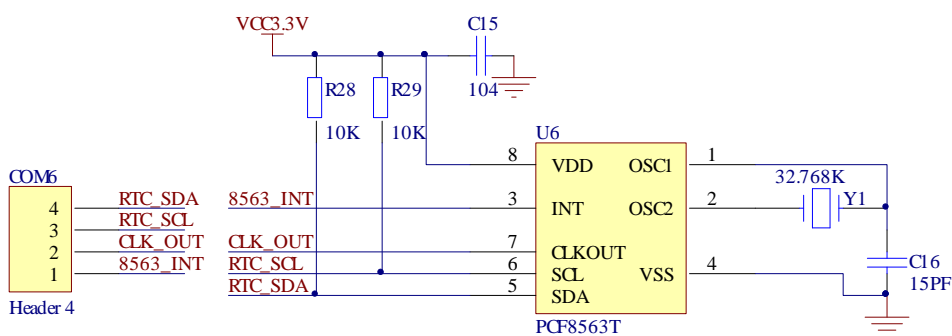 VCC3.3V
C15
104
R28
R29
10K
10K
U6
8
VDD
OSC1
1
32.768K
COM6
4
RTC_SDA
8563_INT
3
INT
OSC2
2
Y1
3
RTC_SCL
2
CLK_OUT
CLK_OUT
7
CLKOUT
1
8563_INT
RTC_SCL
6
SCL
VSS
4
C16
15PF
RTC_SDA
5
SDA
Header 4
PCF8563T